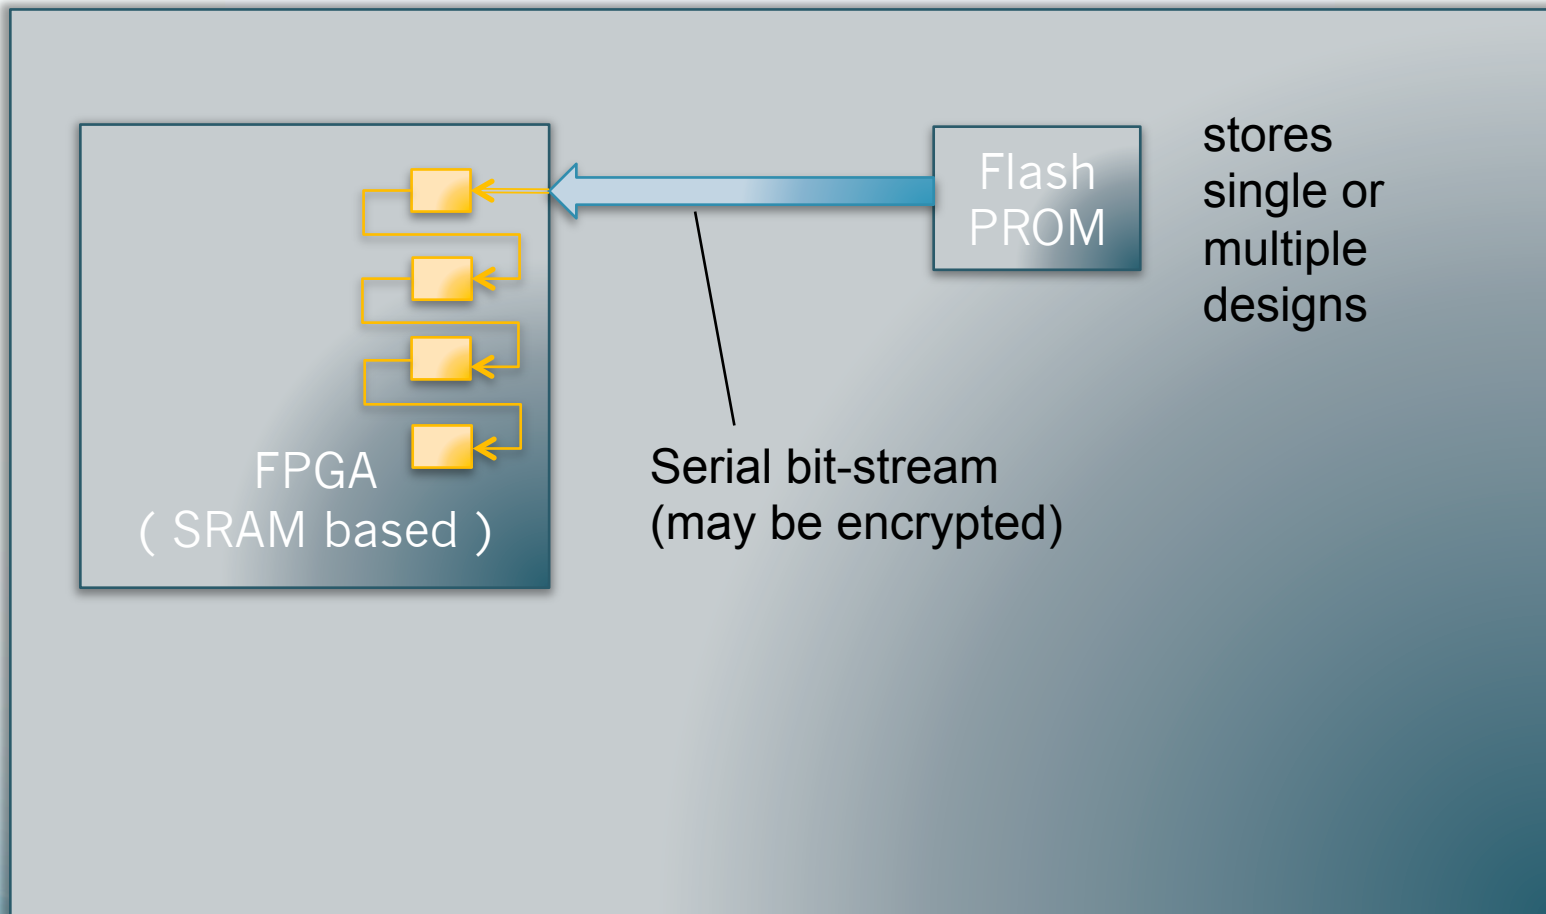 Flash
PROM
stores
single or
multiple
designs
FPGA
( SRAM based )
Serial bit-stream
(may be encrypted)